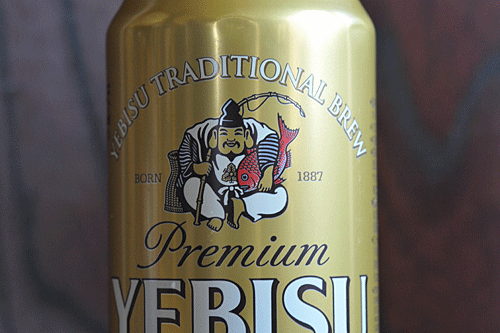 YEBISU TRADITIONAL BREW
BORN 1887
Premium
YEBISU